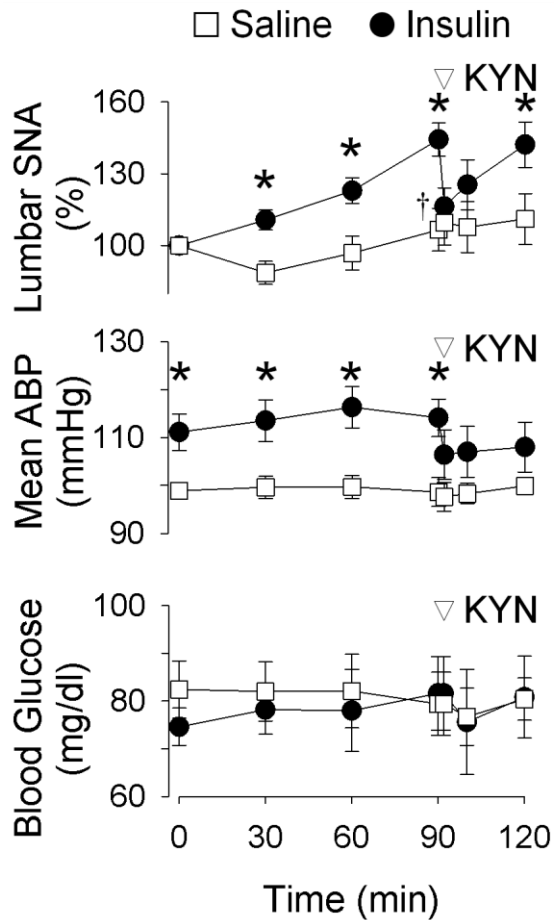 □ Saline ● Insulin
▽ KYN
Lumbar SNA
(%)
160
130
100
* * * *
†
▽ KYN
Mean ABP
(mmHg)
130
110
90
* * * *
▽ KYN
Blood Glucose
(mg/dl)
100
80
60
0 30 60 90 120
Time (min)